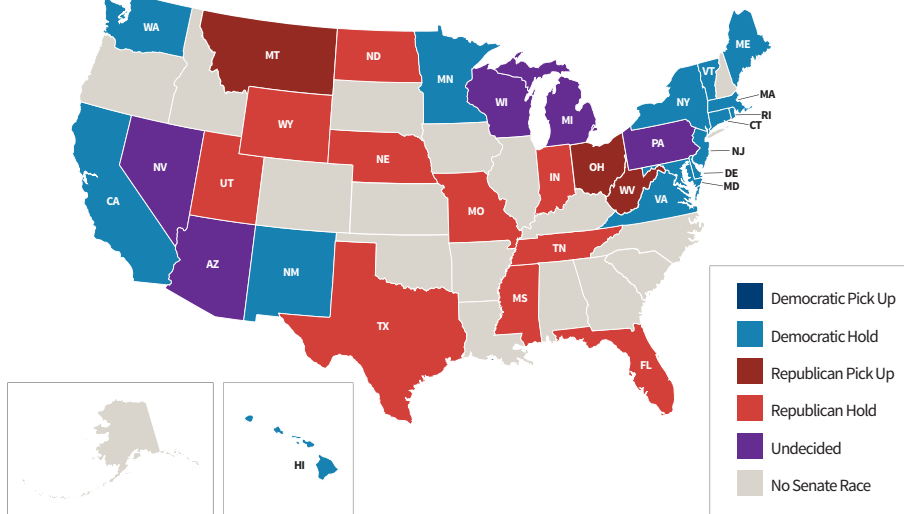 WA
MT
ND
MN
ME
VT
NY
MA
RI
CT
WI
MI
WY
NV
UT
NE
IN
OH
PA
NJ
DE
MD
WV
VA
CA
MO
TN
AZ
NM
MS
TX
FL
HI
Democratic Pick Up
Democratic Hold
Republican Pick Up
Republican Hold
Undecided
No Senate Race